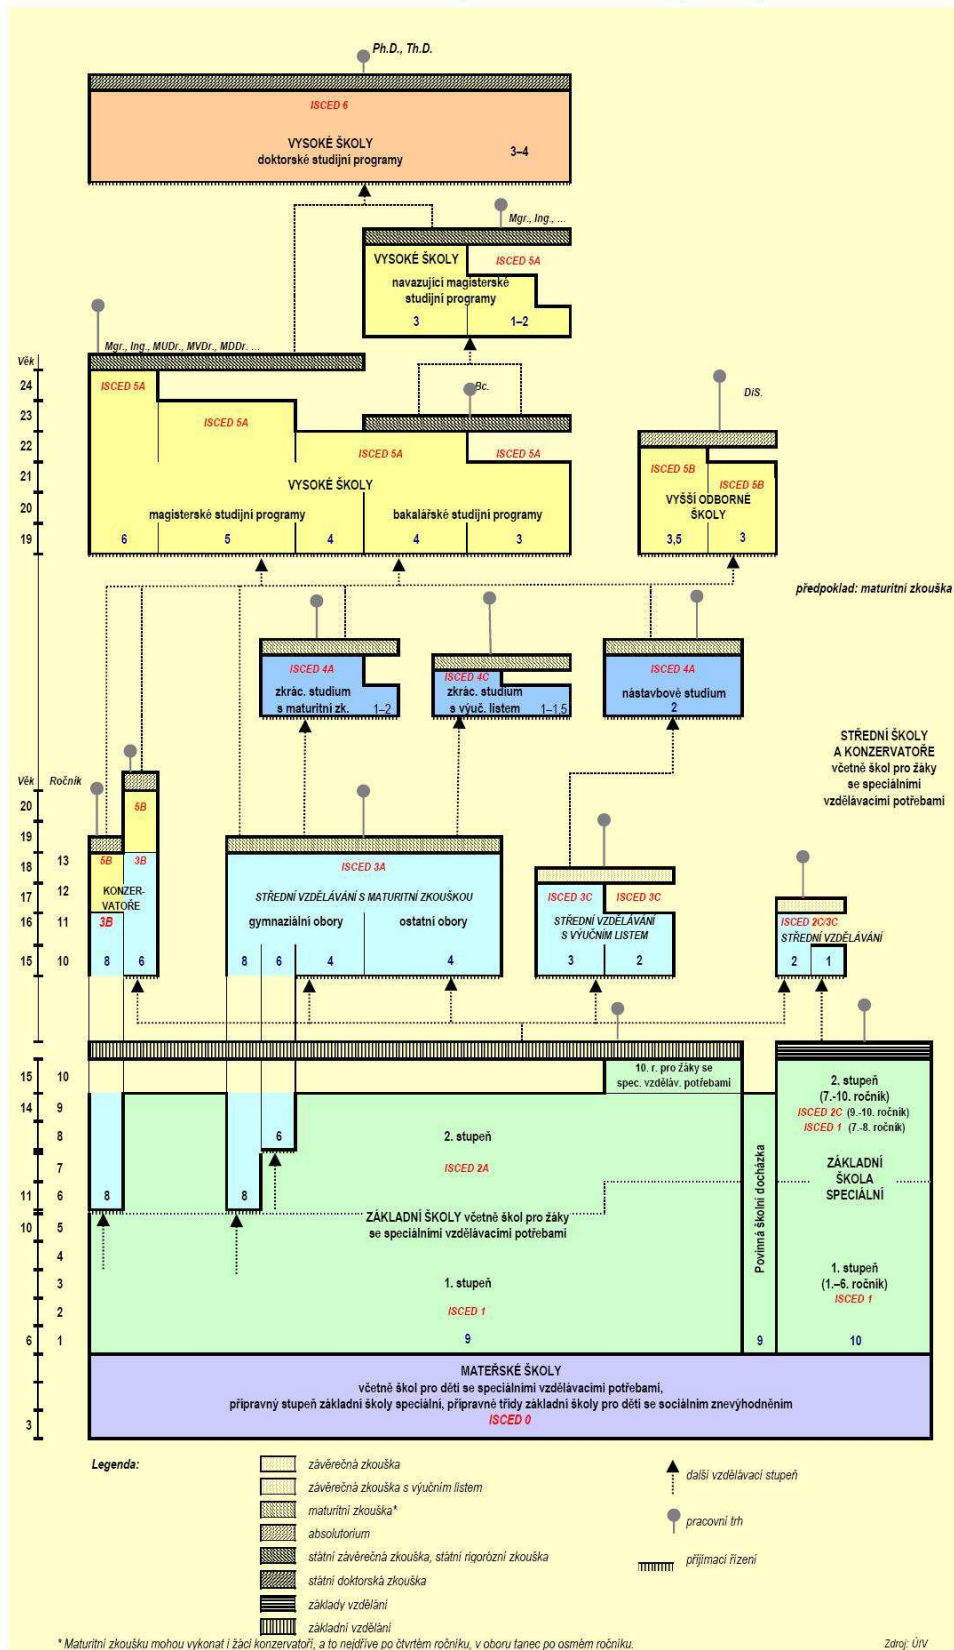 Ph.D., Th.D.
ISCED 6
VYSOKÉ ŠKOLY
doktorské studijní programy
3–4
Mgr., Ing., ...
VYSOKÉ ŠKOLY
ISCED 5A
navazující magisterské
studijní programy
3
1–2
Věk
Mgr., Ing., MUDr., MVDr., MDDr. ...
24
ISCED 5A
Bc.
DiS.
23
ISCED 5A
22
ISCED 5A
ISCED 5A
ISCED 5B
21
VYSOKÉ ŠKOLY
ISCED 5B
20
VYŠŠÍ ODBORNÉ
ŠKOLY
magisterské studijní programy
bakalářské studijní programy
19
6
5
4
4
3
3,5
3
předpoklad: maturitní zkouška
ISCED 4A
zkrác. studium
s maturitní zk.
1–2
ISCED 4C
zkrác. studium
s výuč. listem
1–1,5
ISCED 4A
nástavbové studium
2
STŘEDNÍ ŠKOLY
A KONZERVATOŘE
včetně škol pro žáky
se speciálními
vzdělávacími potřebami
Věk
Ročník
20
5B
19
18
13
5B
3B
ISCED 3A
17
12
KONZER-
VATOŘE
STŘEDNÍ VZDĚLÁVÁNÍ S MATURITNÍ ZKOUŠKOU
ISCED 3C
ISCED 3C
16
11
3B
gymnaziální obory
ostatní obory
STŘEDNÍ VZDĚLÁVÁNÍ
S VÝUČNÍM LISTEM
ISCED 2C/3C
STŘEDNÍ VZDĚLÁVÁNÍ
15
10
8
6
8
6
4
4
3
2
2
1
15
10
10. r. pro žáky se
spec. vzděláv. potřebami
2. stupeň
(7.-10. ročník)
14
9
ISCED 2C (9.-10. ročník)
ISCED 1 (7.-8. ročník)
8
6
2. stupeň
7
ISCED 2A
ZÁKLADNÍ
ŠKOLA
SPECIÁLNÍ
11
6
8
8
10
5
ZÁKLADNÍ ŠKOLY včetně škol pro žáky
se speciálními vzdělávacími potřebami
Povinná školní docházka
4
3
1. stupeň
1. stupeň
(1.–6. ročník)
ISCED 1
2
ISCED 1
6
1
9
9
10
MATEŘSKÉ ŠKOLY
včetně škol pro děti se speciálními vzdělávacími potřebami,
přípravný stupeň základní školy speciální, přípravné třídy základní školy pro děti se sociálním znevýhodněním
3
ISCED 0
Legenda:
závěrečná zkouška
závěrečná zkouška s výučním listem
maturitní zkouška*
absolutorium
státní závěrečná zkouška, státní rigorózní zkouška
státní doktorská zkouška
základy vzdělání
základní vzdělání
další vzdělávací stupeň
pracovní trh
přijímací řízení
* Maturitní zkoušku mohou vykonat i žáci konzervatoří, a to nejdříve po čtvrtém ročníku, v oboru tanec po osmém ročníku.
Zdroj: ÚIV